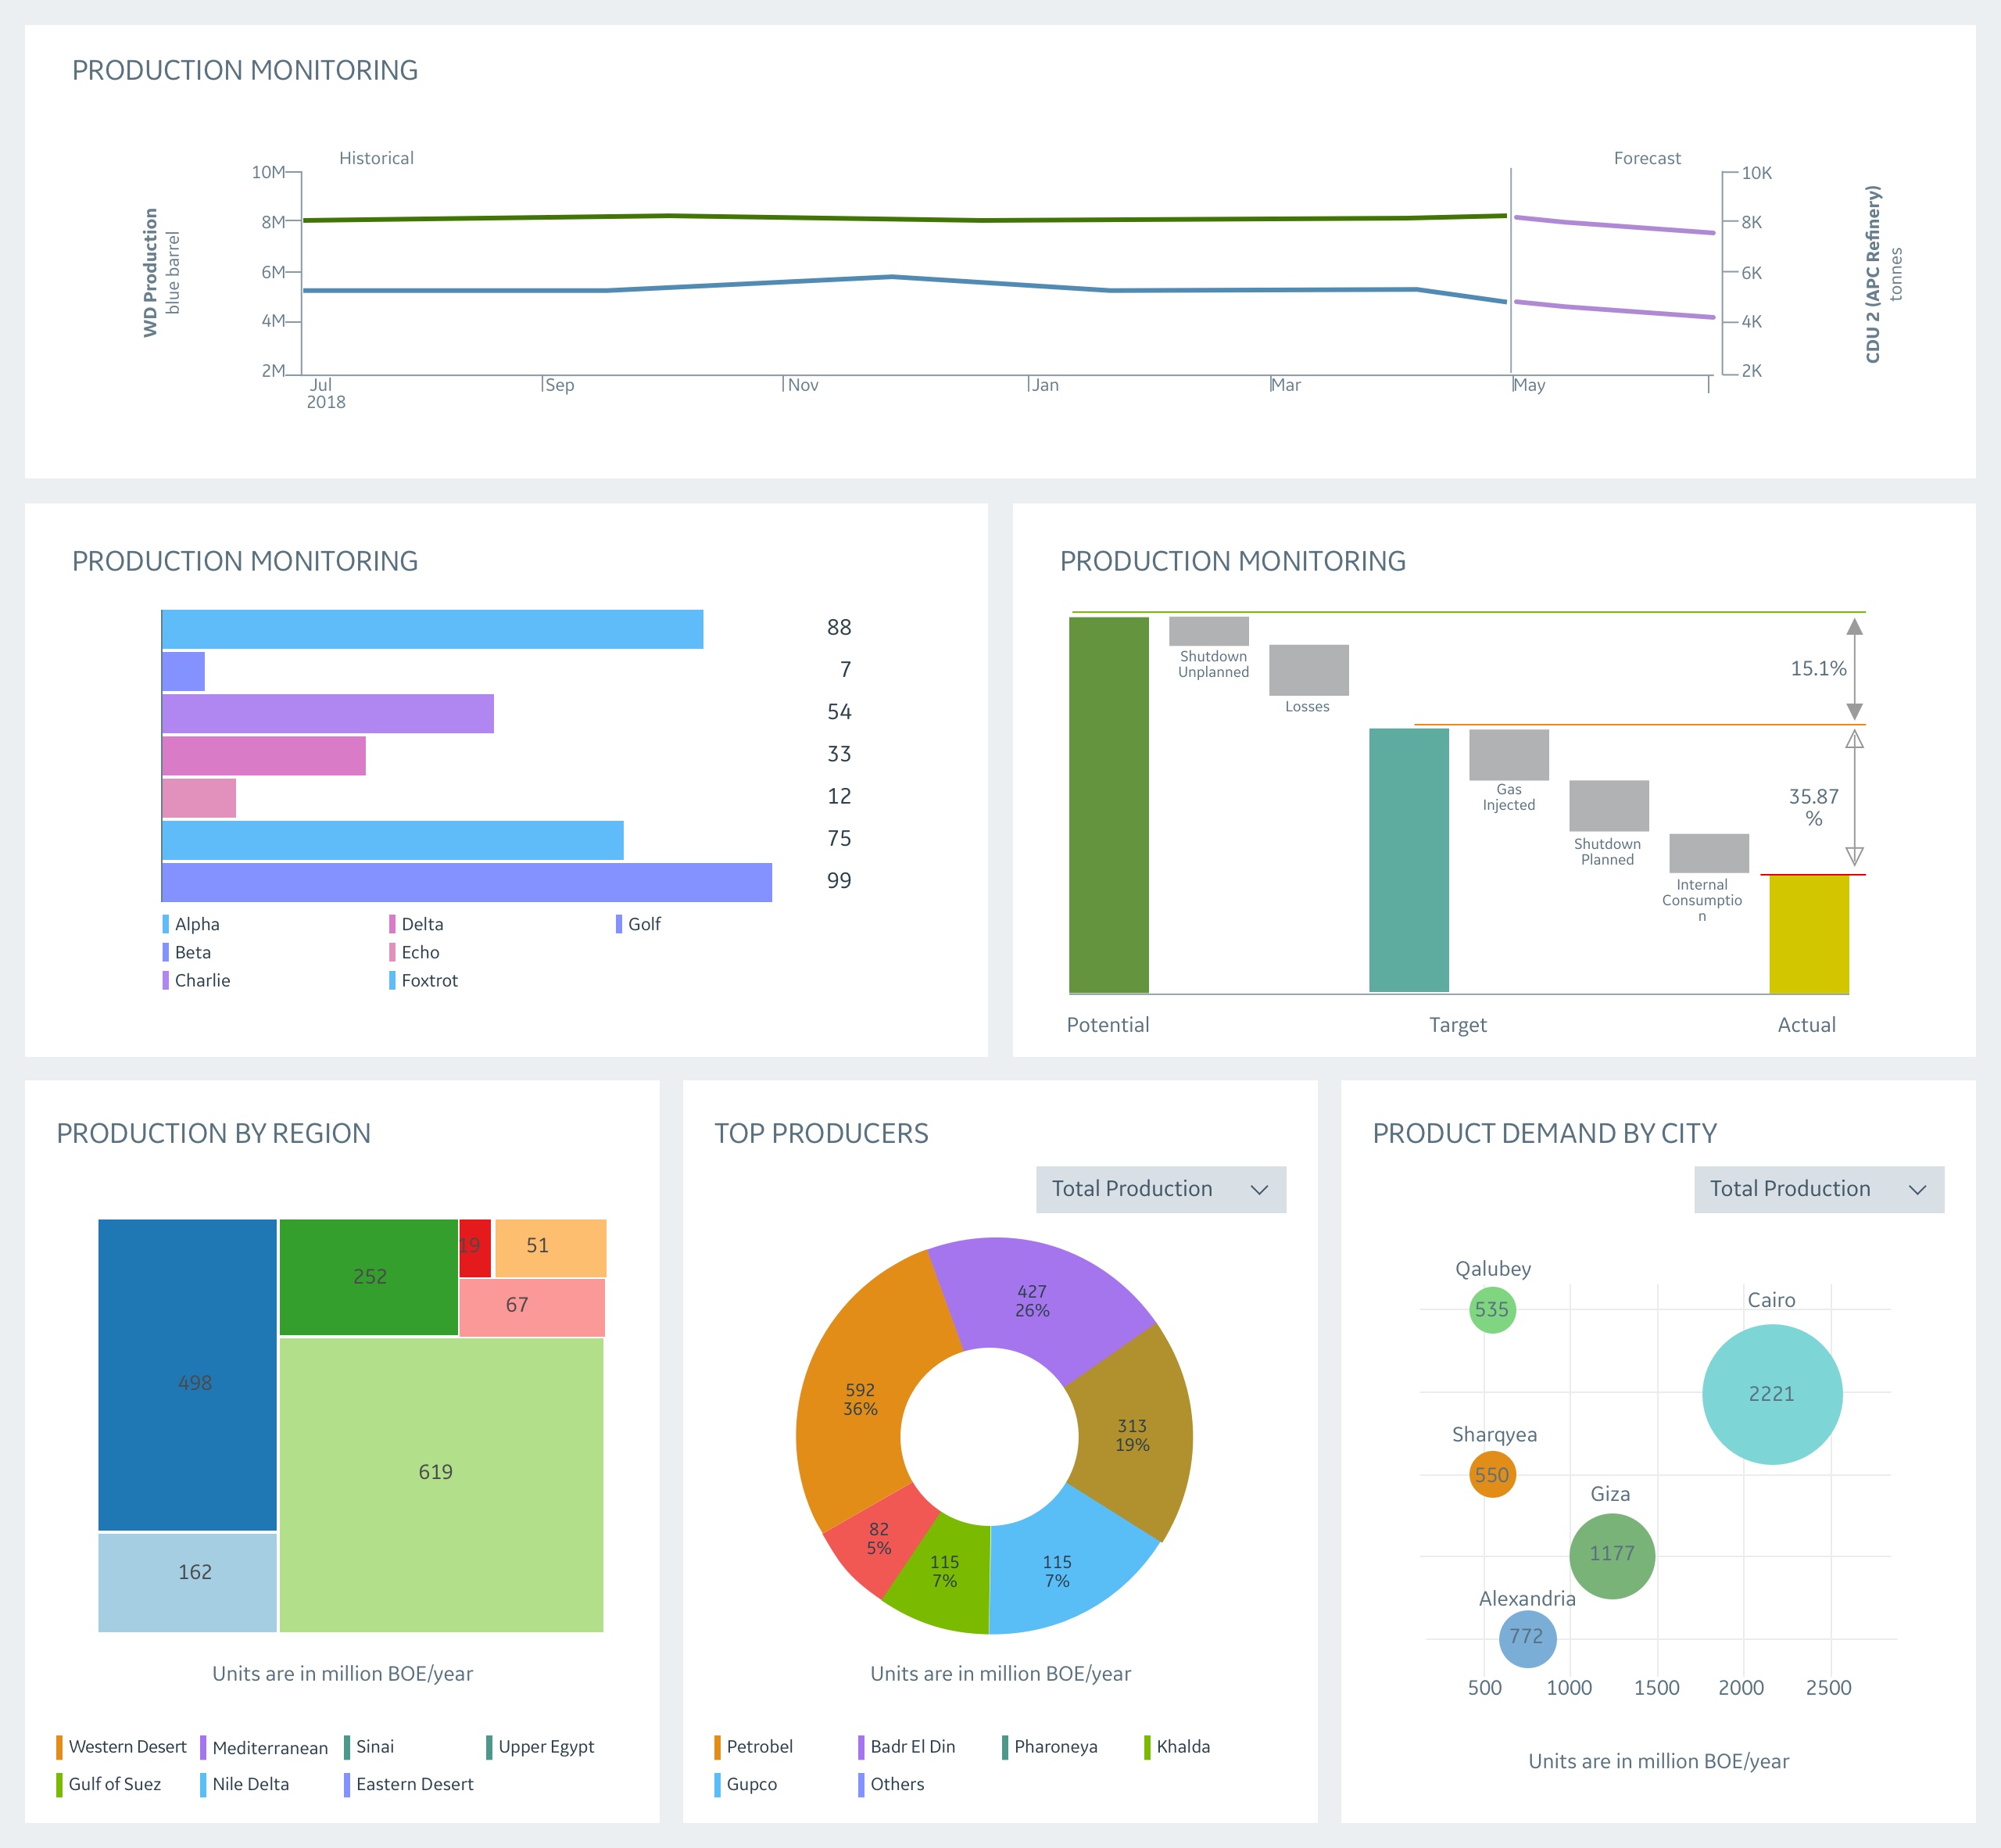 PRODUCTION MONITORING
Historical
Forecast
10M
8M
6M
4M
2M
WD Production
blue barrel
10K
8K
6K
4K
2K
CDU 2 (APC Refinery)
tonnes
Jul
2018
Sep
Nov
Jan
Mar
May
PRODUCTION MONITORING
88
7
54
33
12
75
99
Alpha
Delta
Golf
Beta
Echo
Charlie
Foxtrot
PRODUCTION MONITORING
Shutdown
Unplanned
Losses
15.1%
Gas
Injected
Shutdown
Planned
Internal
Consumptio
n
35.87
%
Potential
Target
Actual
PRODUCTION BY REGION
498
252
19
51
67
619
162
Units are in million BOE/year
Western Desert
Mediterranean
Sinai
Upper Egypt
Gulf of Suez
Nile Delta
Eastern Desert
TOP PRODUCERS
Total Production
427
26%
592
36%
313
19%
82
5%
115
7%
115
7%
Units are in million BOE/year
Petrobel
Badr El Din
Pharoneya
Khalda
Gupco
Others
PRODUCT DEMAND BY CITY
Total Production
Qalubey
535
Cairo
2221
Sharqyea
550
Giza
1177
Alexandria
772
500
1000
1500
2000
2500
Units are in million BOE/year